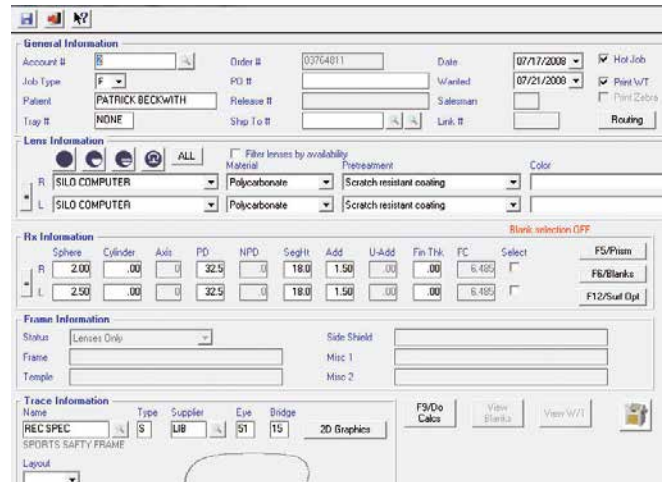 General Information
Account # 6 Order # 03764811 Date 07/17/2008 Hot Job
Job Type F PO # Wanted 07/21/2008 Print WT
Patient PATRICK BECKWITH Release # Salesman Print Zebra
Tray # NONE Ship To # Link # Routing
Lens Information
ALL Filter lenses by availability
Material Pretreatment Color
R SILO COMPUTER Polycarbonate Scratch resistant coating
L SILO COMPUTER Polycarbonate Scratch resistant coating
Blank selection OFF
Rx Information
Sphere Cylinder Axis PD NPD SegHt Add U-Add Fin Thk. FC Select F5/Prism
R 2.00 .00 0 32.5 .0 18.0 1.50 .00 .00 6.485 F6/Blanks
L 2.50 .00 0 32.5 .0 18.0 1.50 .00 .00 6.485 F12/Surf Opt
Frame Information
Status Lenses Only Side Shield
Frame Misc 1
Temple Misc 2
Trace Information
Name Type Supplier Eye Bridge F9/Do Calcs View Blanks View W/T
REC SPEC S LIB 51 15 2D Graphics
SPORTS SAFTY FRAME
Layout